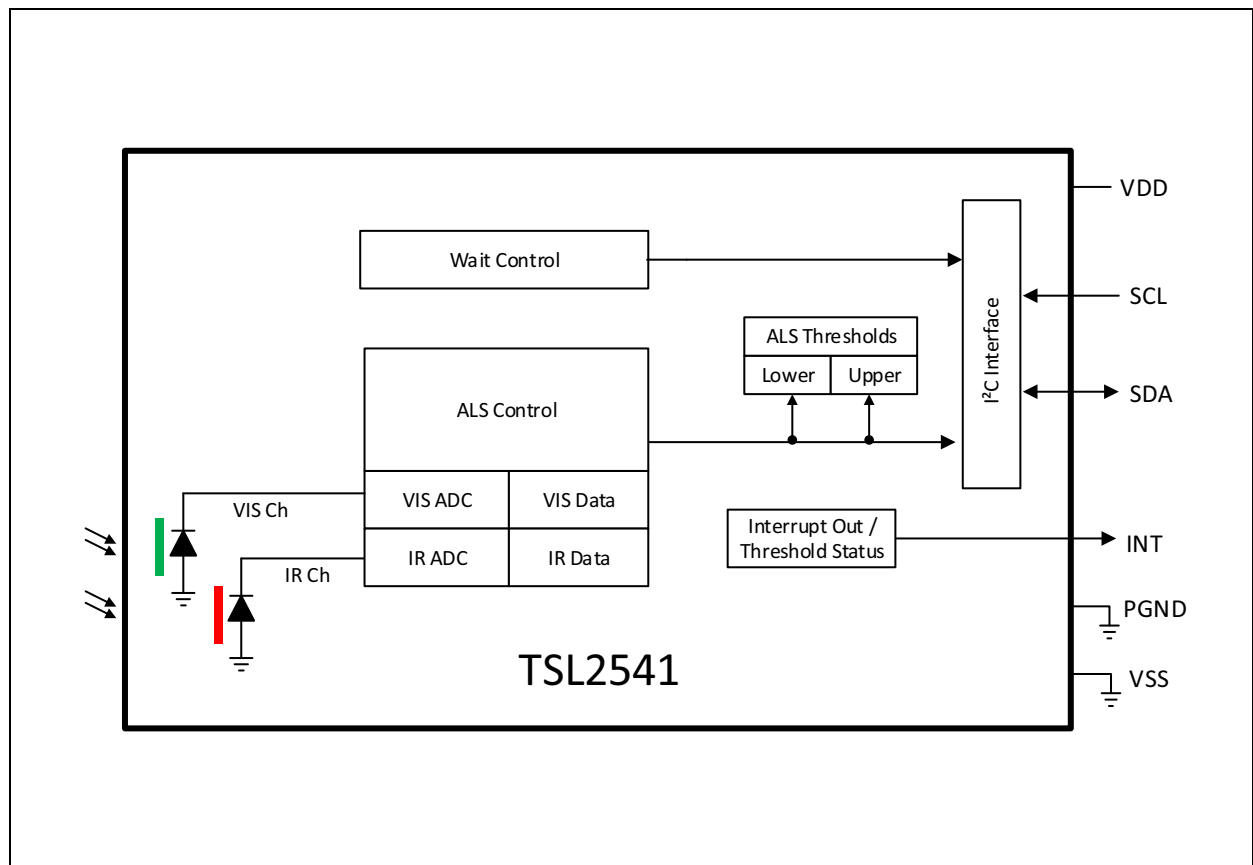 VDD
Wait Control
SCL
ALS Thresholds
Lower Upper
I²C Interface
SDA
ALS Control
VIS Ch
VIS ADC VIS Data
Interrupt Out /
Threshold Status
INT
IR Ch
IR ADC IR Data
PGND
TSL2541
VSS